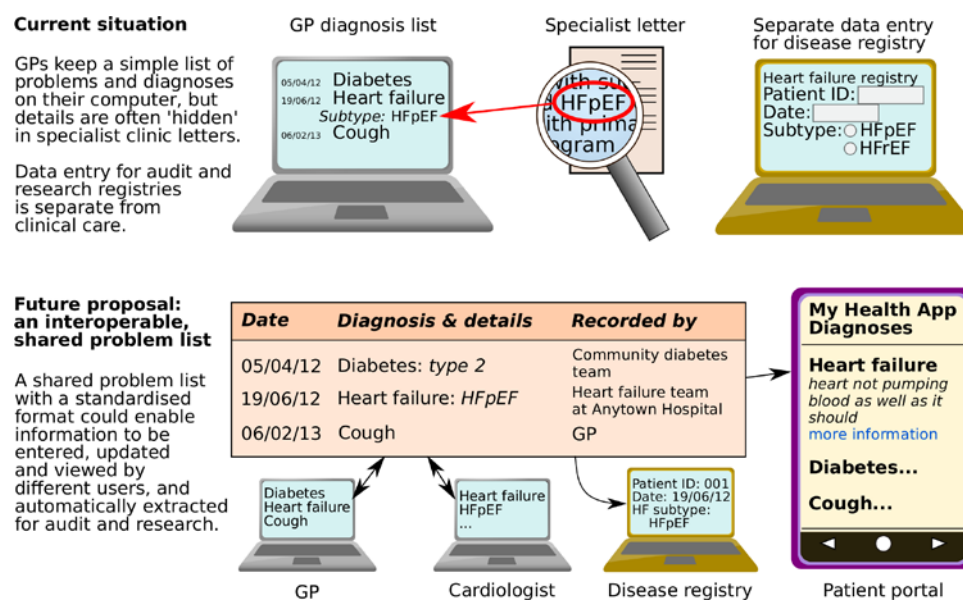 Current situation
GPs keep a simple list of
problems and diagnoses
on their computer, but
details are often 'hidden'
in specialist clinic letters.
Data entry for audit and
research registries
is separate from
clinical care.
GP diagnosis list
05/04/12 Diabetes
19/06/12 Heart failure
Subtype: HFpEF
06/02/13 Cough
Specialist letter
with su
HFpEF
ith prima
ogram
Separate data entry
for disease registry
Heart failure registry
Patient ID:
Date:
Subtype: HFpEF
HFrEF
Future proposal:
an interoperable,
shared problem list
A shared problem list
with a standardised
format could enable
information to be
entered, updated
and viewed by
different users, and
automatically extracted
for audit and research.
Date Diagnosis & details Recorded by
05/04/12 Diabetes: type 2 Community diabetes
team
19/06/12 Heart failure: HFpEF Heart failure team
at Anytown Hospital
06/02/13 Cough GP
Diabetes
Heart failure
Cough
GP
Heart failure
HFpEF
...
Cardiologist
Patient ID: 001
Date: 19/06/12
HF subtype:
HFpEF
Disease registry
My Health App
Diagnoses
Heart failure
heart not pumping
blood as well as it
should
more information
Diabetes...
Cough...
Patient portal